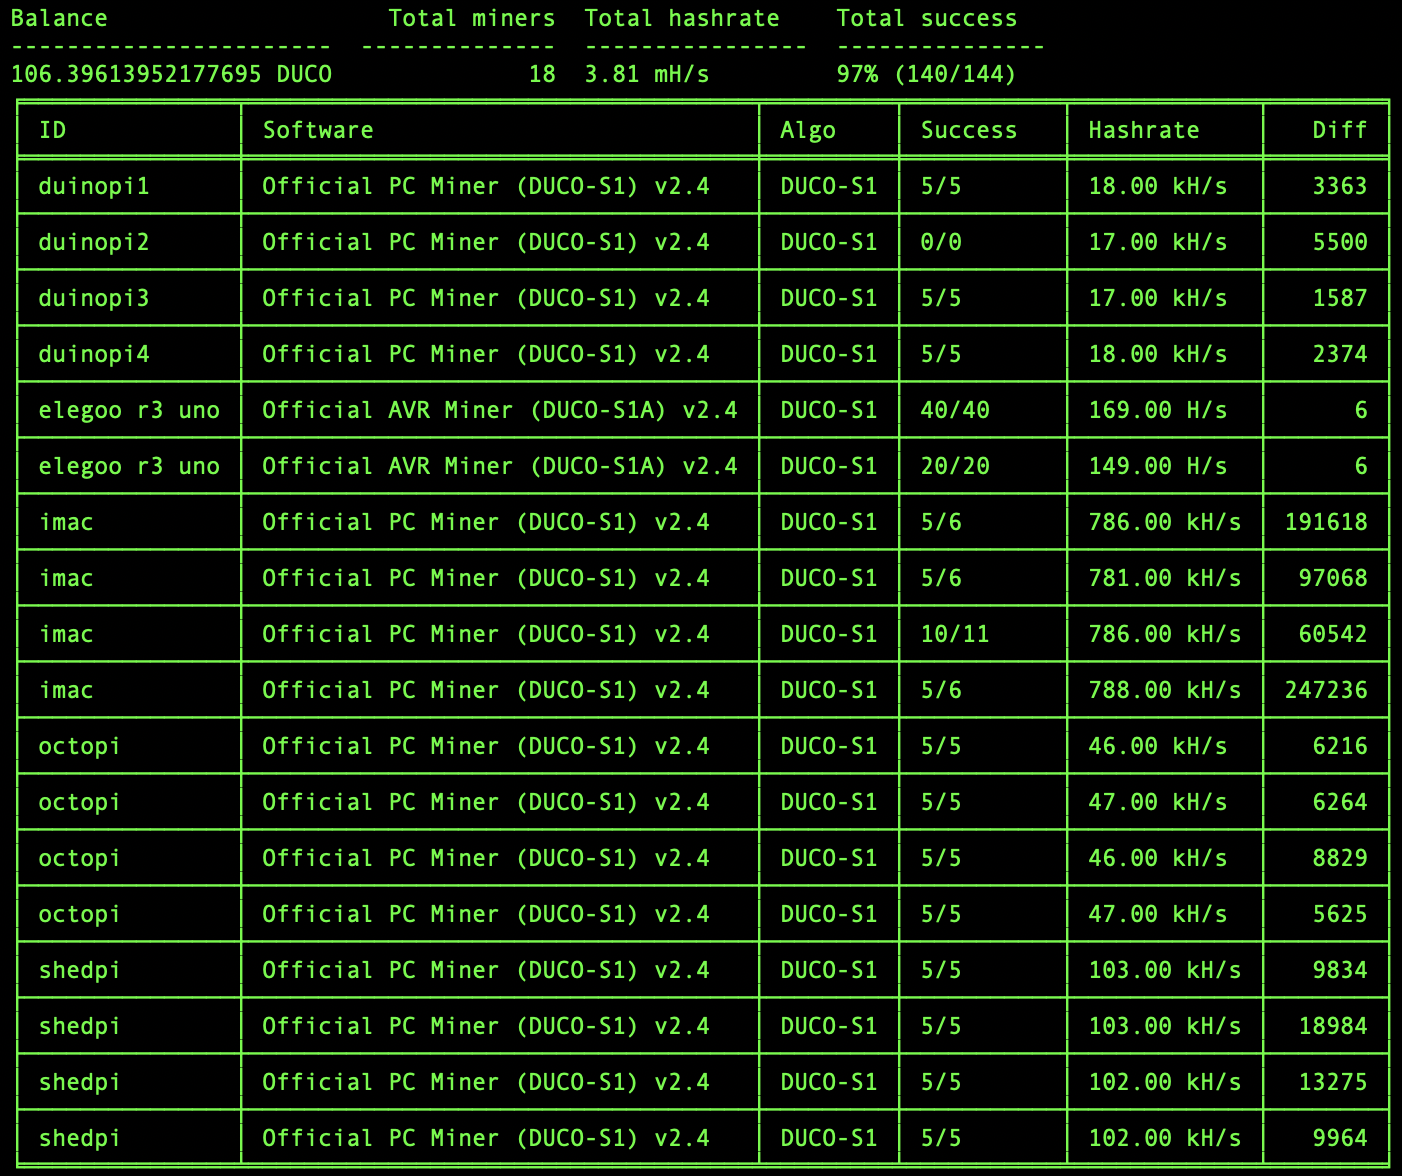 Balance Total miners Total hashrate Total success
----------------------- -------------- ---------------- ---------------
106.39613952177695 DUCO 18 3.81 mH/s 97% (140/144)
ID Software Algo Success Hashrate Diff
duinopi1 Official PC Miner (DUCO-S1) v2.4 DUCO-S1 5/5 18.00 kH/s 3363
duinopi2 Official PC Miner (DUCO-S1) v2.4 DUCO-S1 0/0 17.00 kH/s 5500
duinopi3 Official PC Miner (DUCO-S1) v2.4 DUCO-S1 5/5 17.00 kH/s 1587
duinopi4 Official PC Miner (DUCO-S1) v2.4 DUCO-S1 5/5 18.00 kH/s 2374
elegoo r3 uno Official AVR Miner (DUCO-S1A) v2.4 DUCO-S1 40/40 169.00 H/s 6
elegoo r3 uno Official AVR Miner (DUCO-S1A) v2.4 DUCO-S1 20/20 149.00 H/s 6
imac Official PC Miner (DUCO-S1) v2.4 DUCO-S1 5/6 786.00 kH/s 191618
imac Official PC Miner (DUCO-S1) v2.4 DUCO-S1 5/6 781.00 kH/s 97068
imac Official PC Miner (DUCO-S1) v2.4 DUCO-S1 10/11 786.00 kH/s 60542
imac Official PC Miner (DUCO-S1) v2.4 DUCO-S1 5/6 788.00 kH/s 247236
octopi Official PC Miner (DUCO-S1) v2.4 DUCO-S1 5/5 46.00 kH/s 6216
octopi Official PC Miner (DUCO-S1) v2.4 DUCO-S1 5/5 47.00 kH/s 6264
octopi Official PC Miner (DUCO-S1) v2.4 DUCO-S1 5/5 46.00 kH/s 8829
octopi Official PC Miner (DUCO-S1) v2.4 DUCO-S1 5/5 47.00 kH/s 5625
shedpi Official PC Miner (DUCO-S1) v2.4 DUCO-S1 5/5 103.00 kH/s 9834
shedpi Official PC Miner (DUCO-S1) v2.4 DUCO-S1 5/5 103.00 kH/s 18984
shedpi Official PC Miner (DUCO-S1) v2.4 DUCO-S1 5/5 102.00 kH/s 13275
shedpi Official PC Miner (DUCO-S1) v2.4 DUCO-S1 5/5 102.00 kH/s 9964